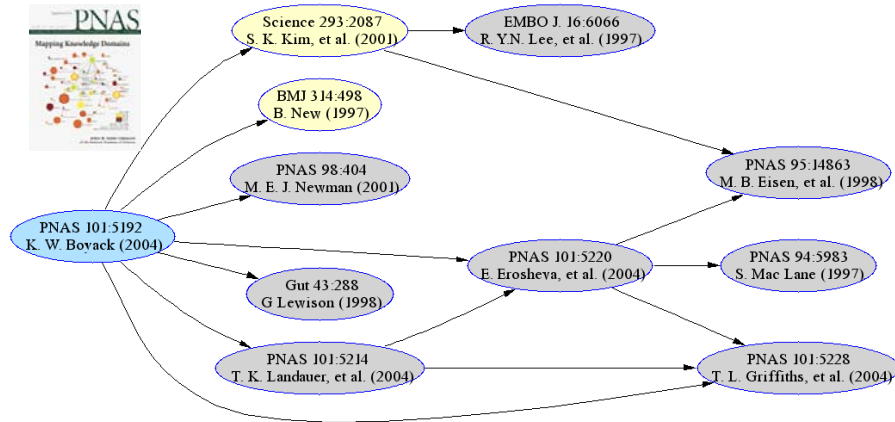 PNAS
Mapping Knowledge Domains
Science 293:2087
S. K. Kim, et al. (2001)
EMBO J. 16:6066
R. Y.N. Lee, et al. (1997)
BMJ 314:498
B. New (1997)
PNAS 98:404
M. E. J. Newman (2001)
PNAS 95:14863
M. B. Eisen, et al. (1998)
PNAS 101:5192
K. W. Boyack (2004)
PNAS 101:5220
E. Erosheva, et al. (2004)
PNAS 94:5983
S. Mac Lane (1997)
Gut 43:288
G Lewison (1998)
PNAS 101:5214
T. K. Landauer, et al. (2004)
PNAS 101:5228
T. L. Griffiths, et al. (2004)